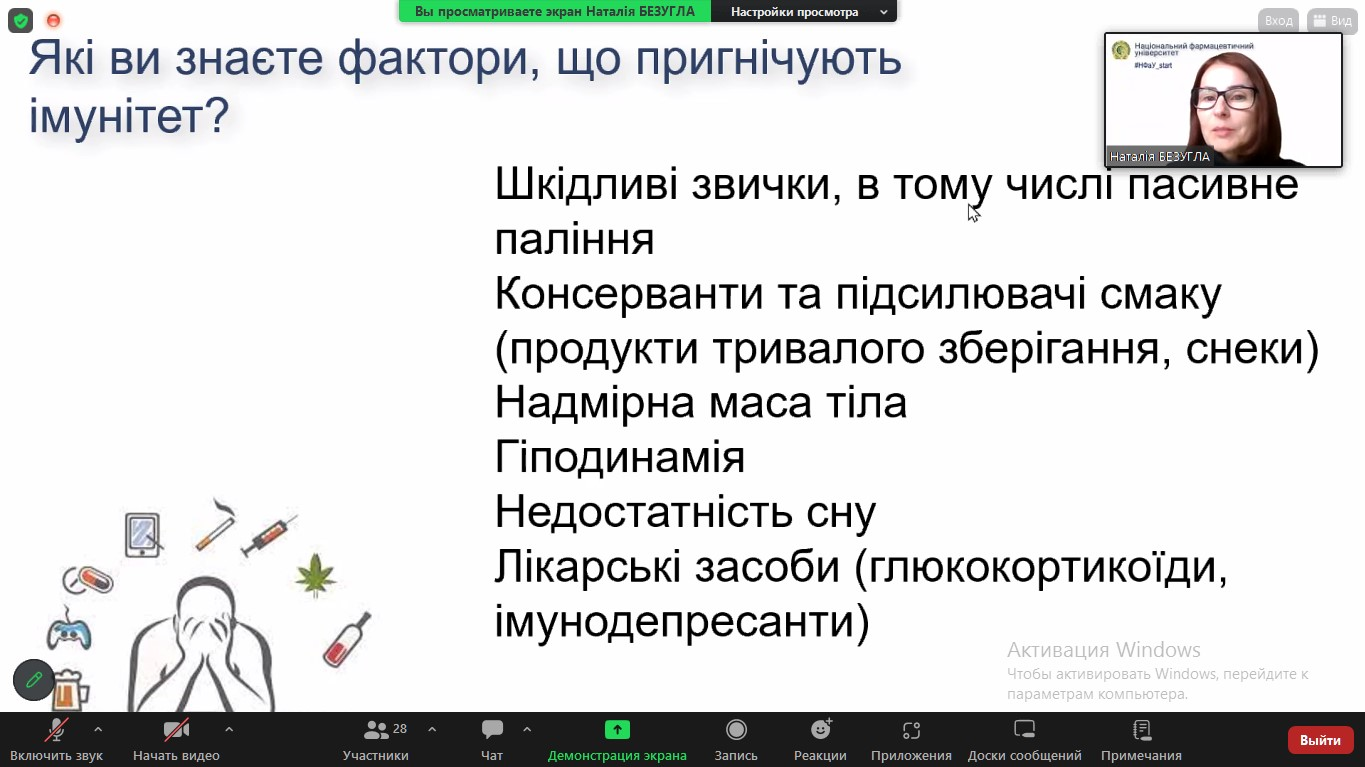 Вы просматриваете экран Наталія БЕЗУГЛА
Настройки просмотра
Вход
Вид
Які ви знаєте фактори, що пригнічують
імунітет?
Національний фармацевтичний
університет
#НФаУ_start
Наталія БЕЗУГЛА
Шкідливі звички, в тому числі пасивне
паління
Консерванти та підсилювачі смаку
(продукти тривалого зберігання, снеки)
Надмірна маса тіла
Гіподинамія
Недостатність сну
Лікарські засоби (глюкокортикоїди,
імунодепресанти)
Активация Windows
Чтобы активировать Windows, перейдите к
параметрам компьютера.
Включить звук
Начать видео
28
Участники
Чат
Демонстрация экрана
Запись
Реакции
Приложения
Доски сообщений
Примечания
Выйти